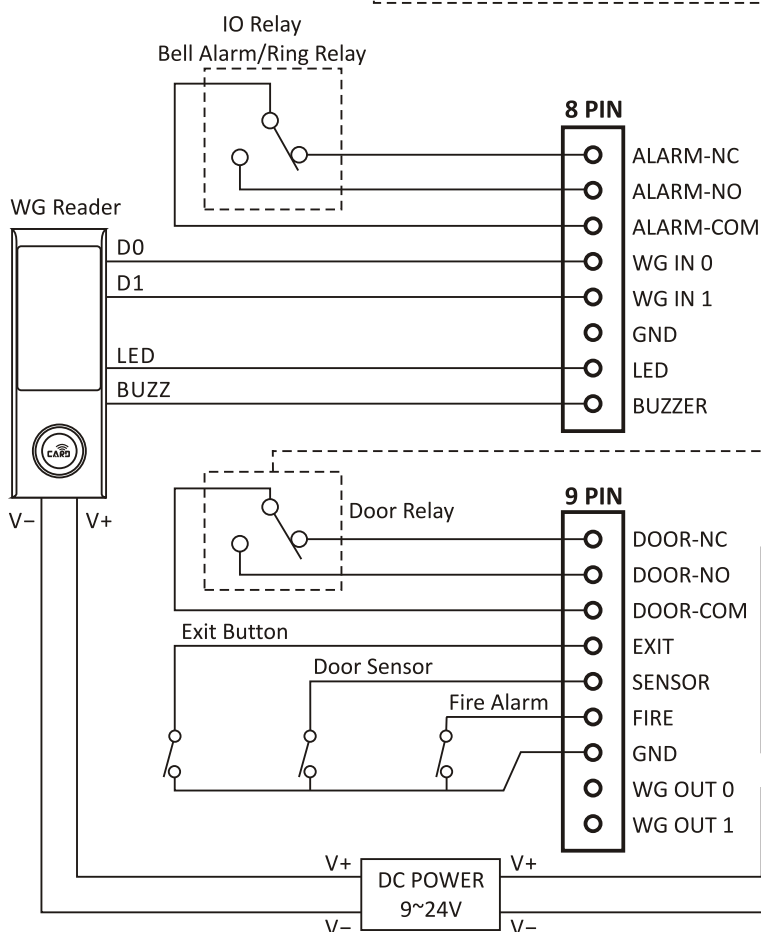 IO Relay
Bell Alarm/Ring Relay
8 PIN
ALARM-NC
ALARM-NO
ALARM-COM
WG Reader
D0
WG IN 0
D1
WG IN 1
GND
LED
LED
BUZZ
BUZZER
CARD
V−
V+
9 PIN
Door Relay
DOOR-NC
DOOR-NO
DOOR-COM
Exit Button
EXIT
Door Sensor
SENSOR
Fire Alarm
FIRE
GND
WG OUT 0
WG OUT 1
V+
DC POWER
9~24V
V+
V−
V−